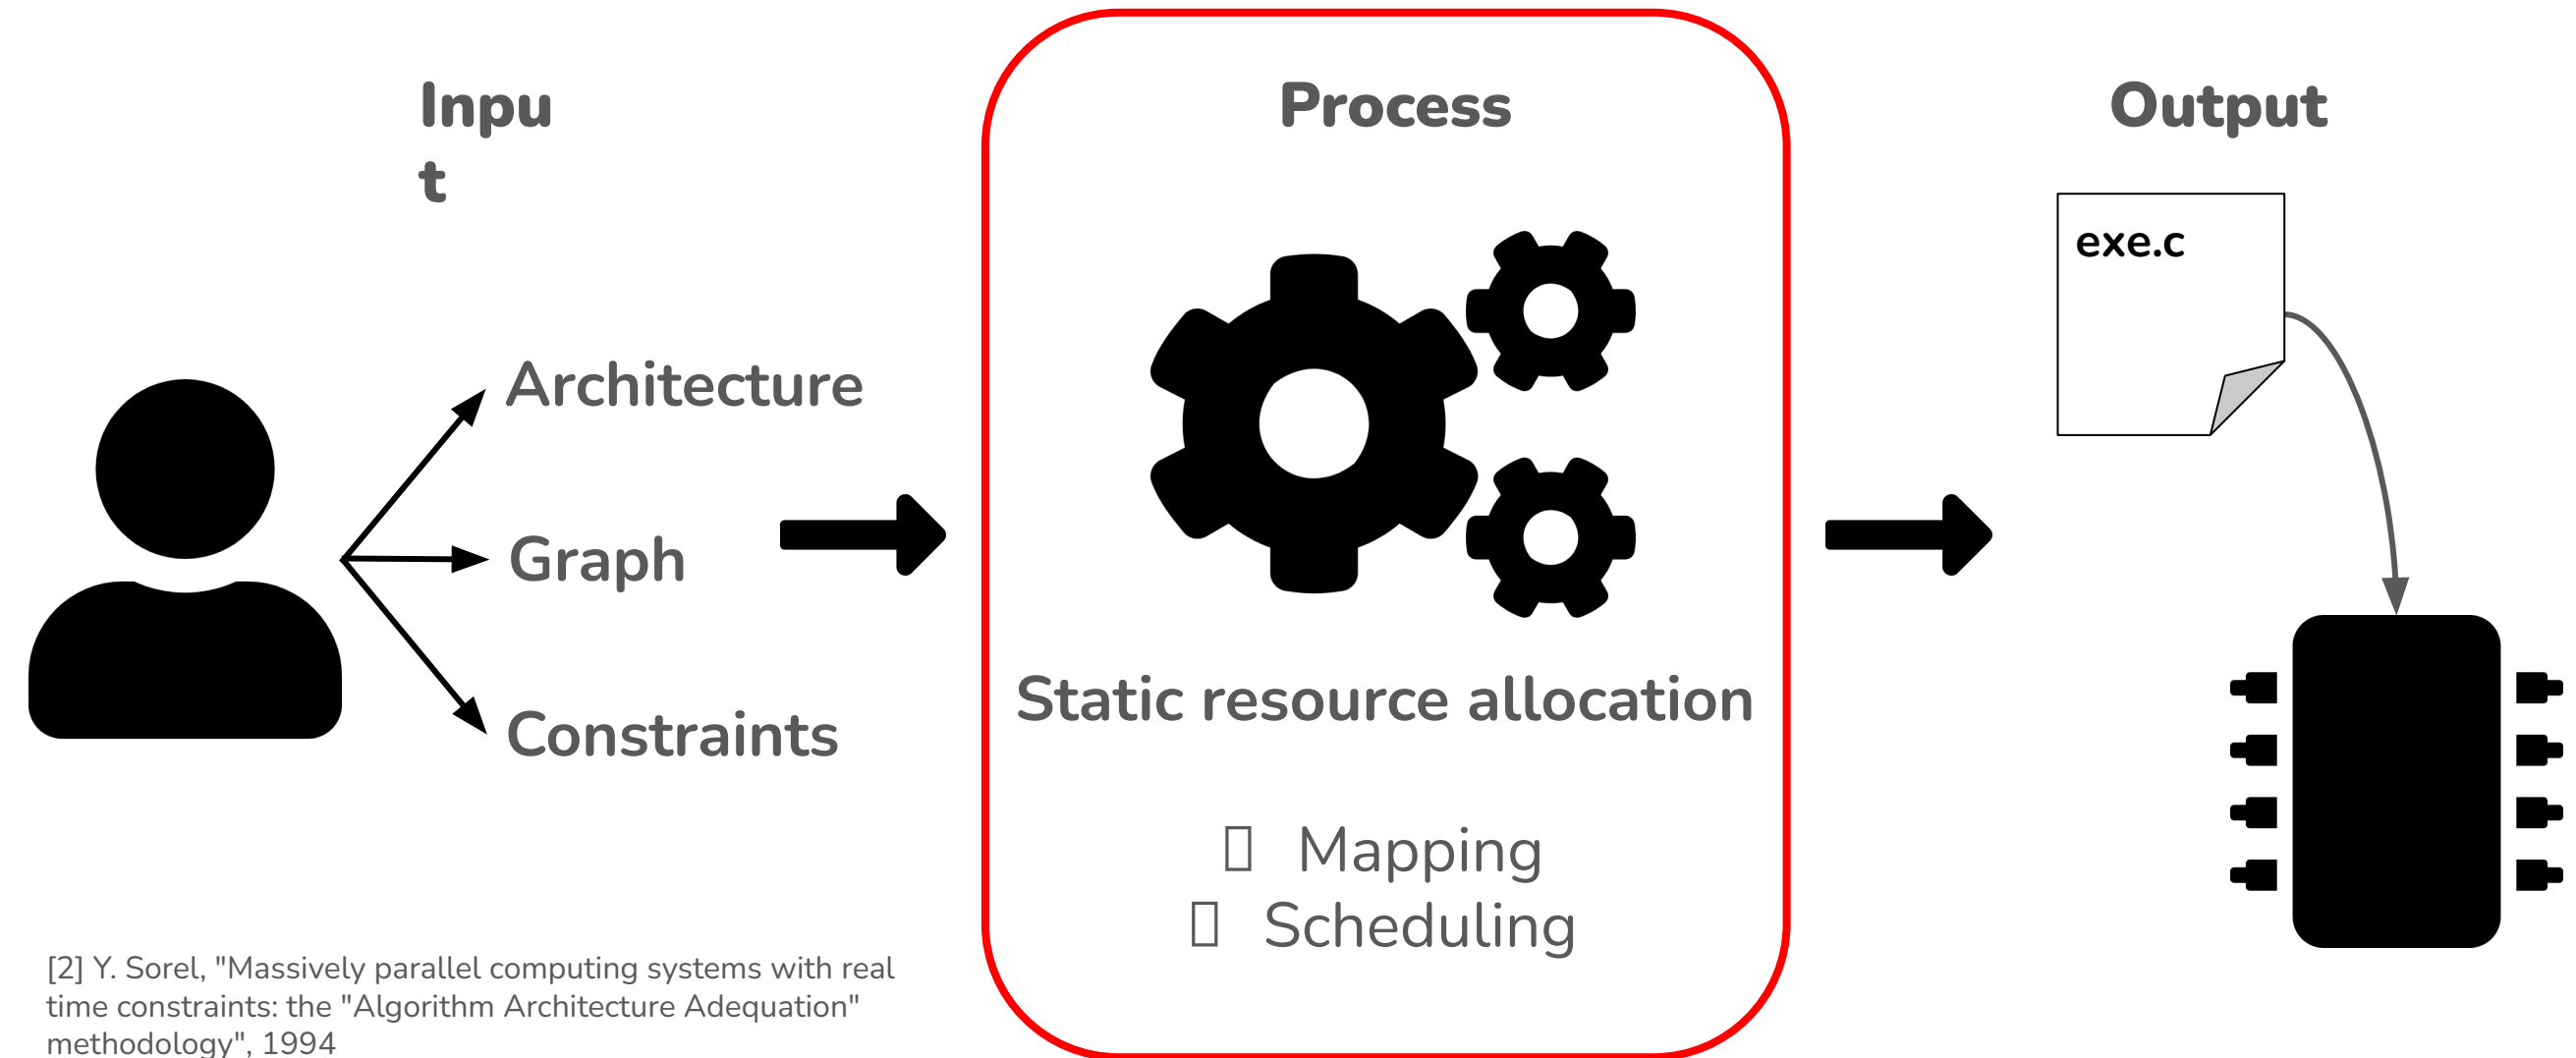 Inpu
t
Architecture
Graph
Constraints
[2] Y. Sorel, "Massively parallel computing systems with real
time constraints: the "Algorithm Architecture Adequation"
methodology", 1994
Process
Static resource allocation
Mapping
Scheduling
Output
exe.c